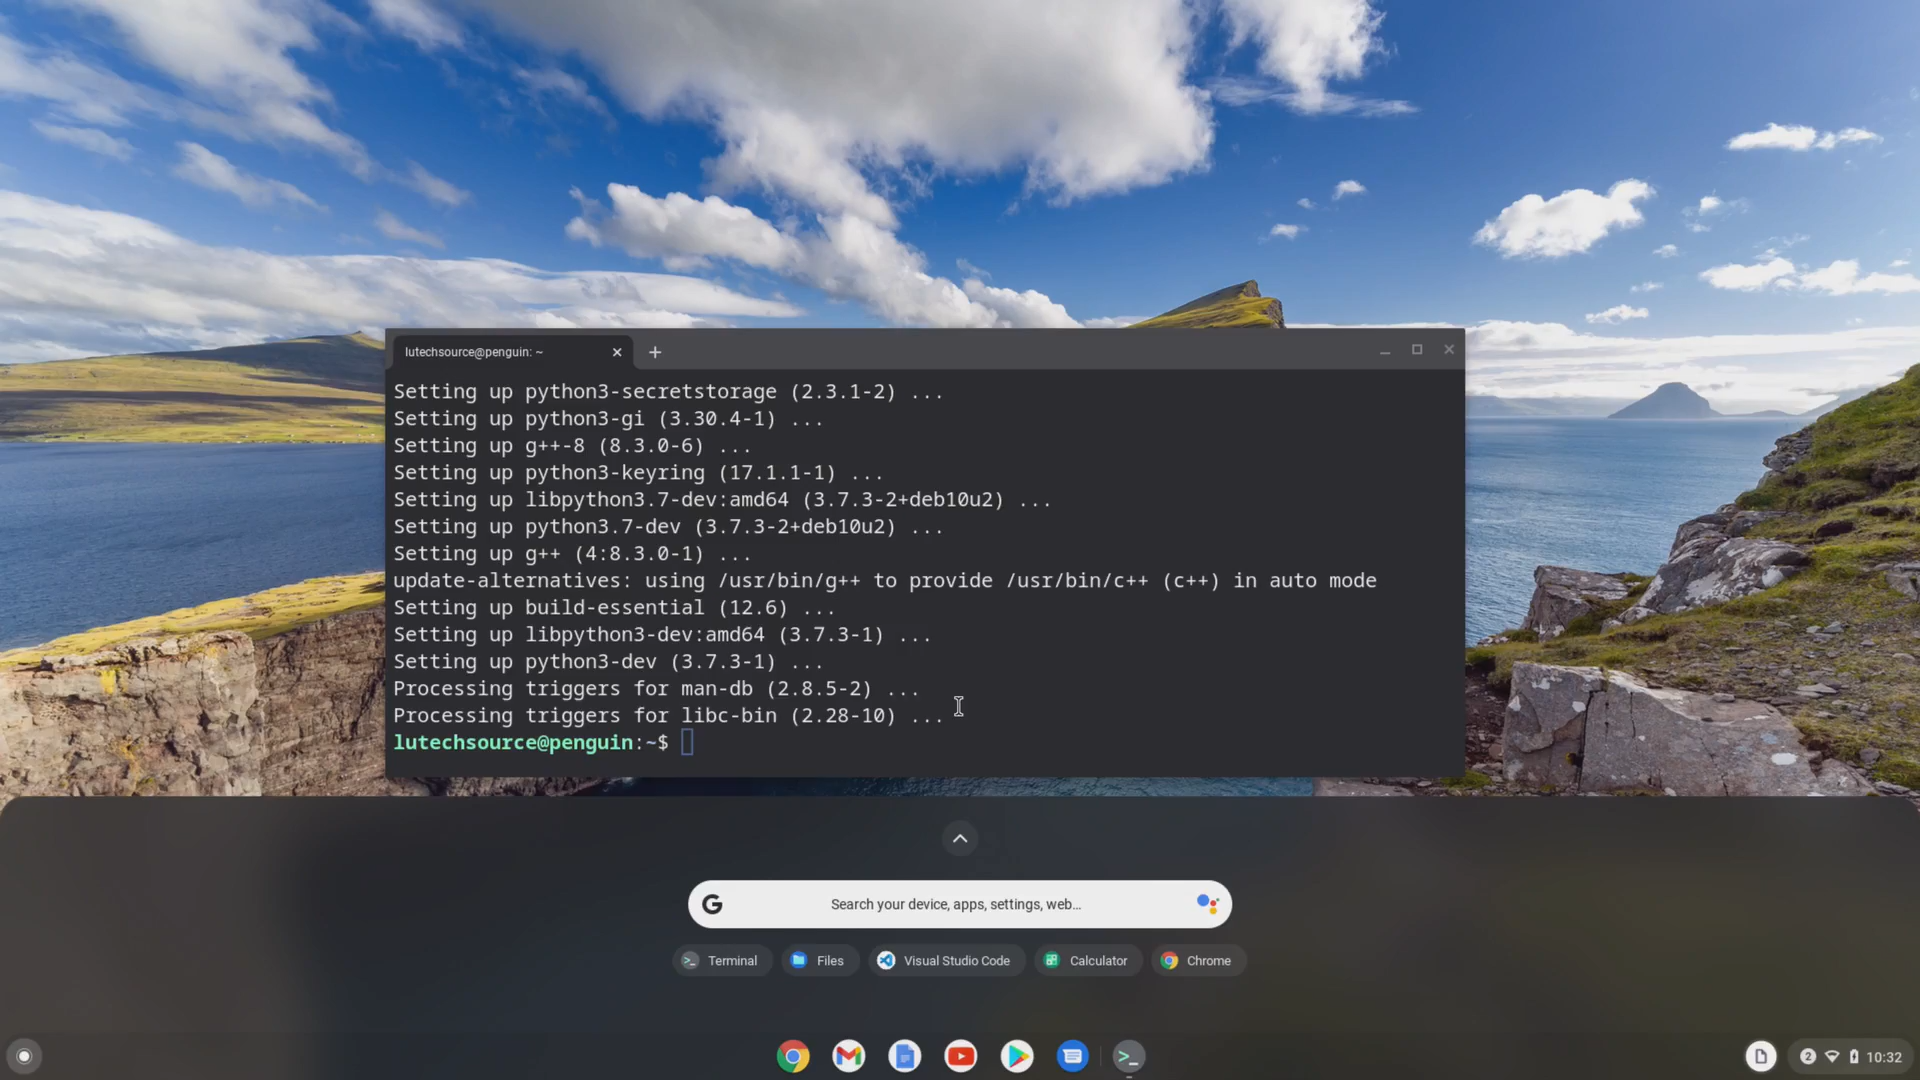 lutechsource@penguin: ~
Setting up python3-secretstorage (2.3.1-2) ...
Setting up python3-gi (3.30.4-1) ...
Setting up g++-8 (8.3.0-6) ...
Setting up python3-keyring (17.1.1-1) ...
Setting up libpython3.7-dev:amd64 (3.7.3-2+deb10u2) ...
Setting up python3.7-dev (3.7.3-2+deb10u2) ...
Setting up g++ (4:8.3.0-1) ...
update-alternatives: using /usr/bin/g++ to provide /usr/bin/c++ (c++) in auto mode
Setting up build-essential (12.6) ...
Setting up libpython3-dev:amd64 (3.7.3-1) ...
Setting up python3-dev (3.7.3-1) ...
Processing triggers for man-db (2.8.5-2) ...
Processing triggers for libc-bin (2.28-10) ...
lutechsource@penguin:~$
G Search your device, apps, settings, web...
Terminal Files Visual Studio Code Calculator Chrome
2 10:32